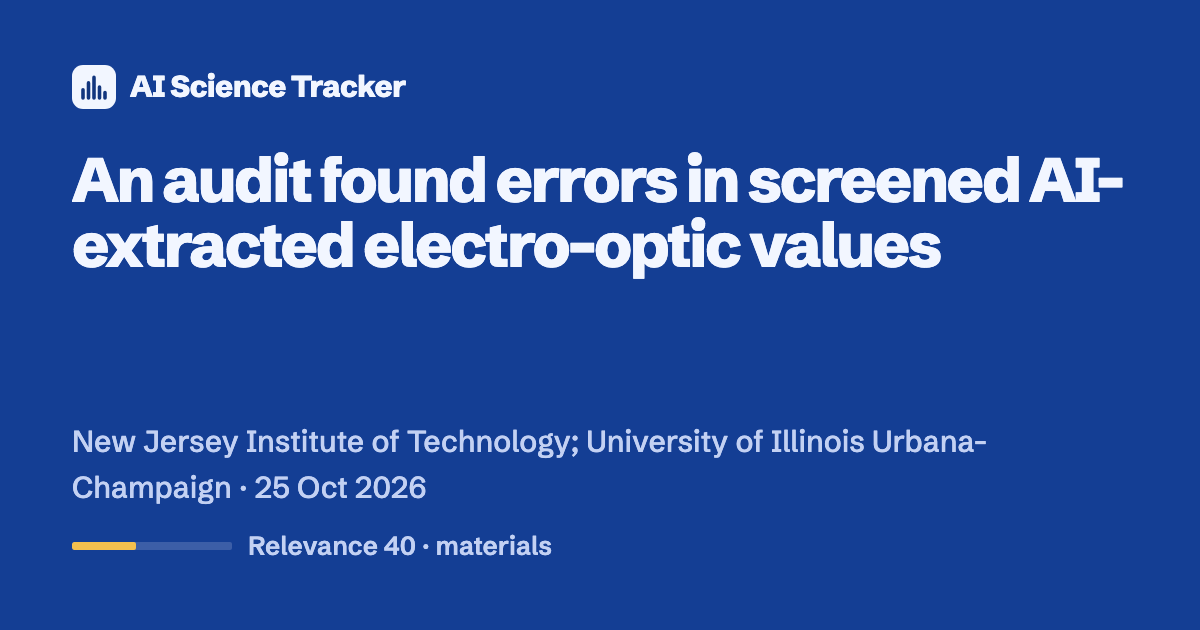 AI Science Tracker
An audit found errors in screened AI-
extracted electro-optic values
New Jersey Institute of Technology; University of Illinois Urbana-
Champaign · 25 Oct 2026
Relevance 40 · materials